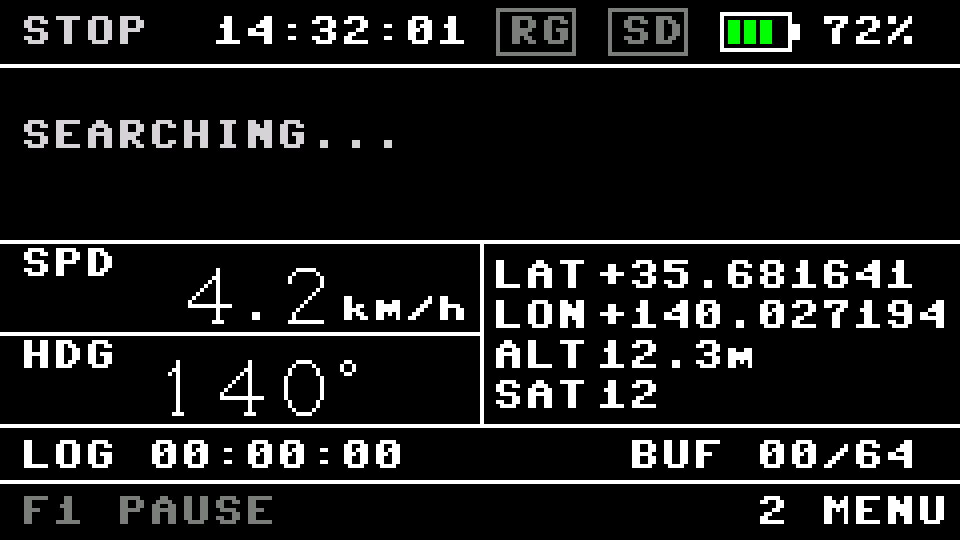 STOP 14:32:01 RG SD 72%
SEARCHING...
SPD 4.2 km/h
HDG 140°
LAT +35.681641
LON +140.027194
ALT 12.3m
SAT 12
LOG 00:00:00 BUF 00/64
F1 PAUSE 2 MENU